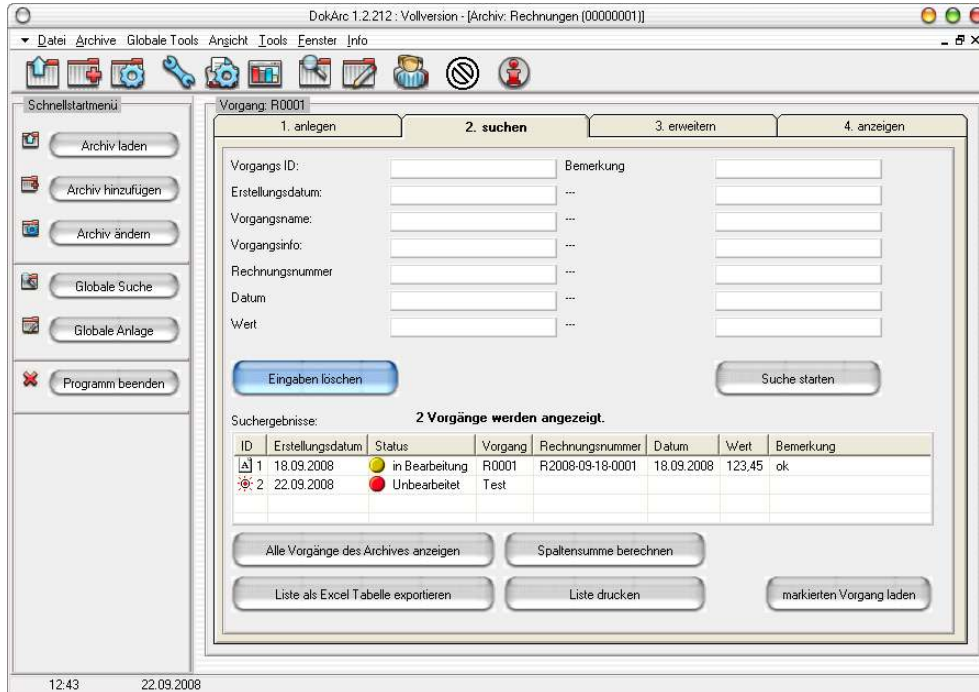 DokArc 1.2.212 : Vollversion - [Archiv: Rechnungen (00000001)]
Datei Archive Globale Tools Ansicht Tools Fenster Info
Schnellstartmenü
Archiv laden
Archiv hinzufügen
Archiv ändern
Globale Suche
Globale Anlage
Programm beenden
Vorgang: R0001
1. anlegen 2. suchen 3. erweitern 4. anzeigen
Vorgangs ID: Bemerkung
Erstellungsdatum: ---
Vorgangsname: ---
Vorgangsinfo: ---
Rechnungsnummer ---
Datum ---
Wert ---
Eingaben löschen Suche starten
Suchergebnisse: 2 Vorgänge werden angezeigt.
ID Erstellungsdatum Status Vorgang Rechnungsnummer Datum Wert Bemerkung
A 1 18.09.2008 in Bearbeitung R0001 R2008-09-18-0001 18.09.2008 123,45 ok
2 22.09.2008 Unbearbeitet Test
Alle Vorgänge des Archives anzeigen Spaltensumme berechnen
Liste als Excel Tabelle exportieren Liste drucken markierten Vorgang laden
12:43 22.09.2008